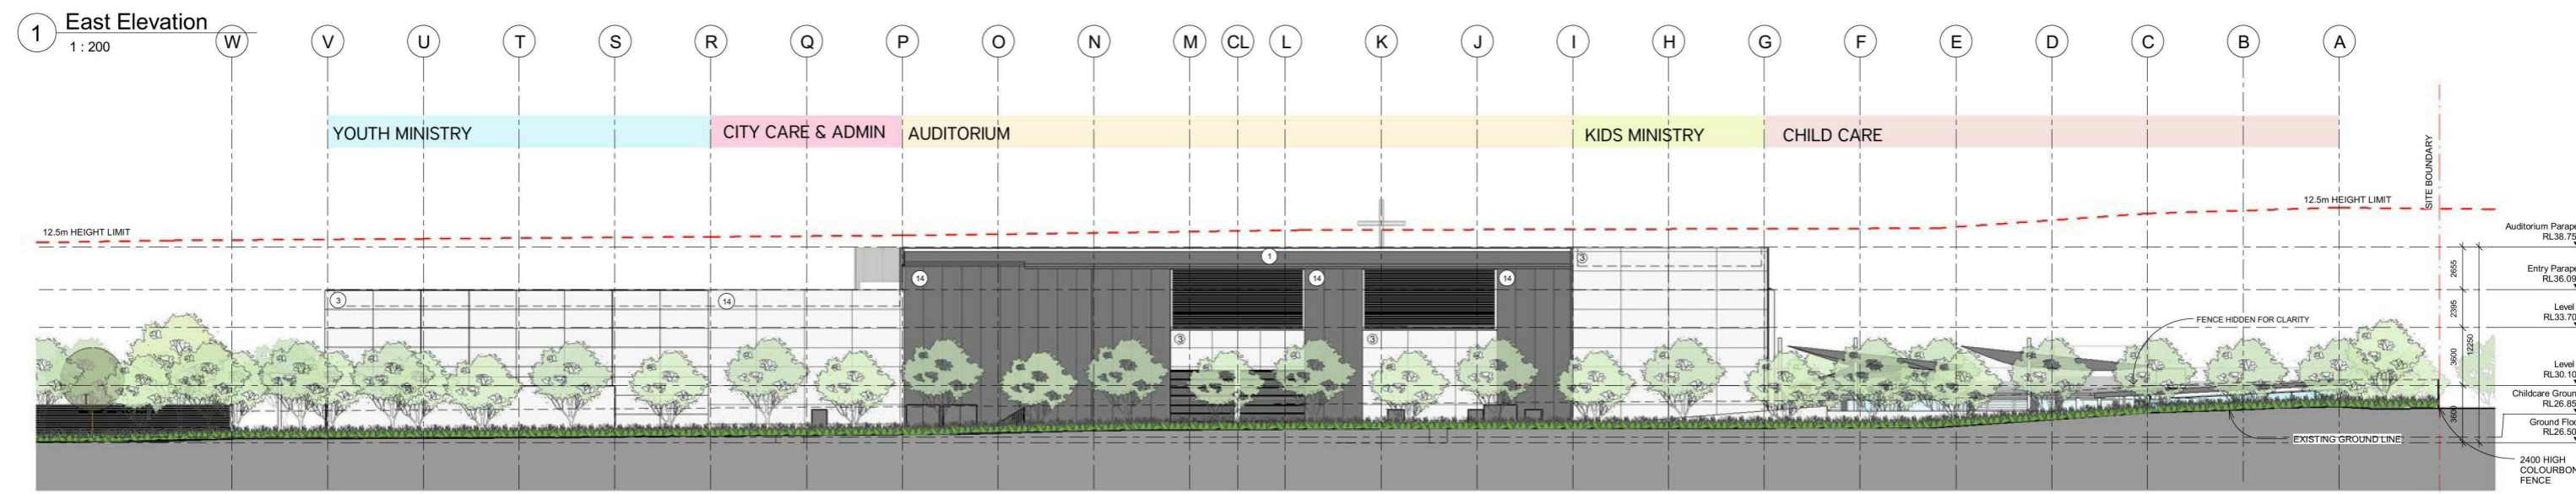 1 East Elevation
1 : 200
W V U T S R Q P O N M CL L K J I H G F E D C B A
YOUTH MINISTRY CITY CARE & ADMIN AUDITORIUM KIDS MINISTRY CHILD CARE
SITE BOUNDARY
12.5m HEIGHT LIMIT
12.5m HEIGHT LIMIT
Auditorium Parape
RL38.75
1
3
14
14
14
3
14
Entry Parape
RL36.09
2655
Level
RL33.70
2395
FENCE HIDDEN FOR CLARITY
3
3
3600
12250
Level
RL30.10
Childcare Groun
RL26.85
3600
Ground Floo
RL26.50
EXISTING GROUND LINE
2400 HIGH
COLOURBON
FENCE